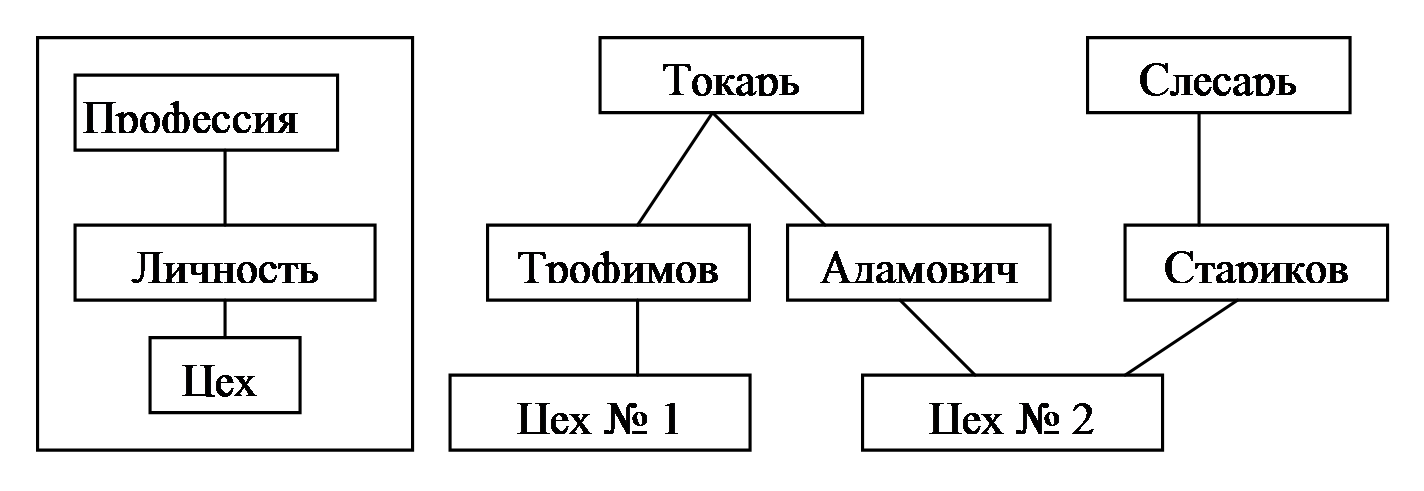 Профессия
Личность
Цех
Токарь
Слесарь
Трофимов
Адамович
Стариков
Цех № 1
Цех № 2